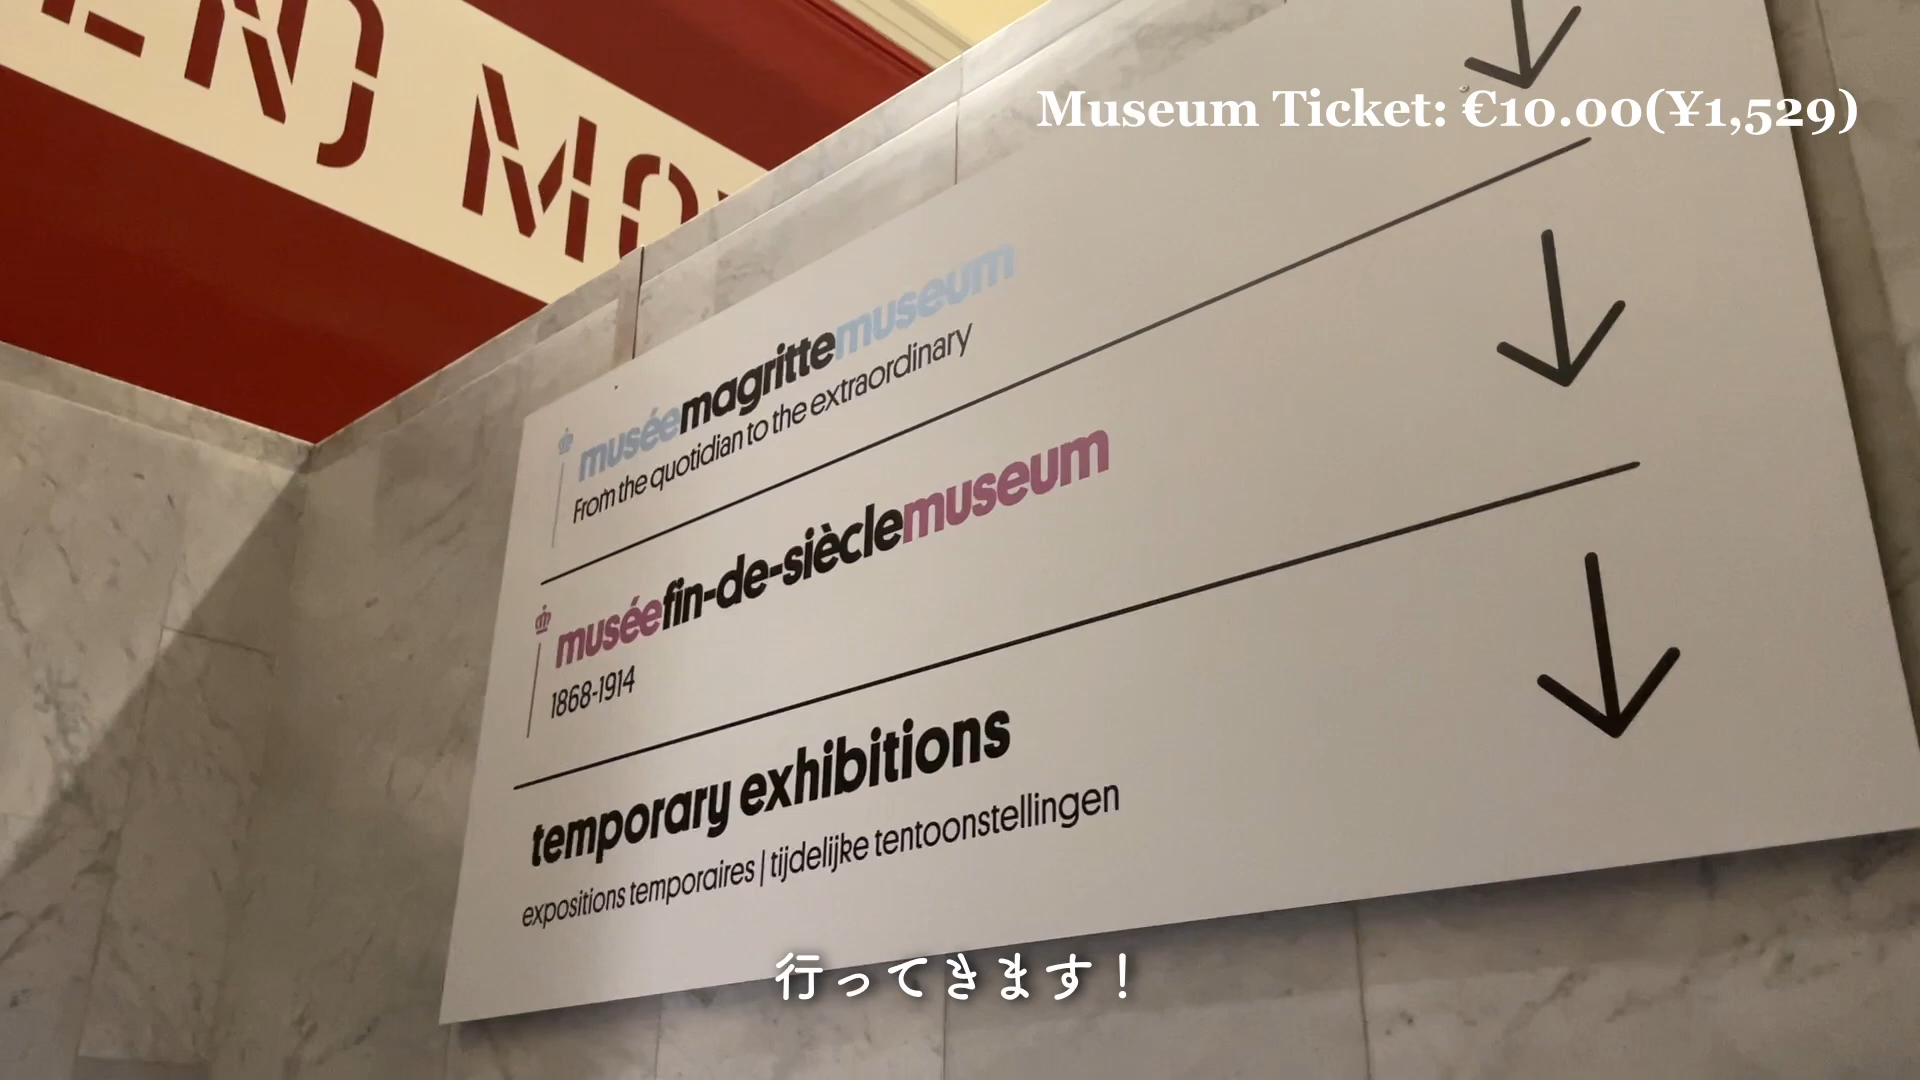 Museum Ticket: €10.00(¥1,529)
muséemagrittemuseum
From the quotidian to the extraordinary
muséefin-de-sièclemuseum
1868-1914
temporary exhibitions
expositions temporaires | tijdelijke tentoonstellingen
行ってきます！